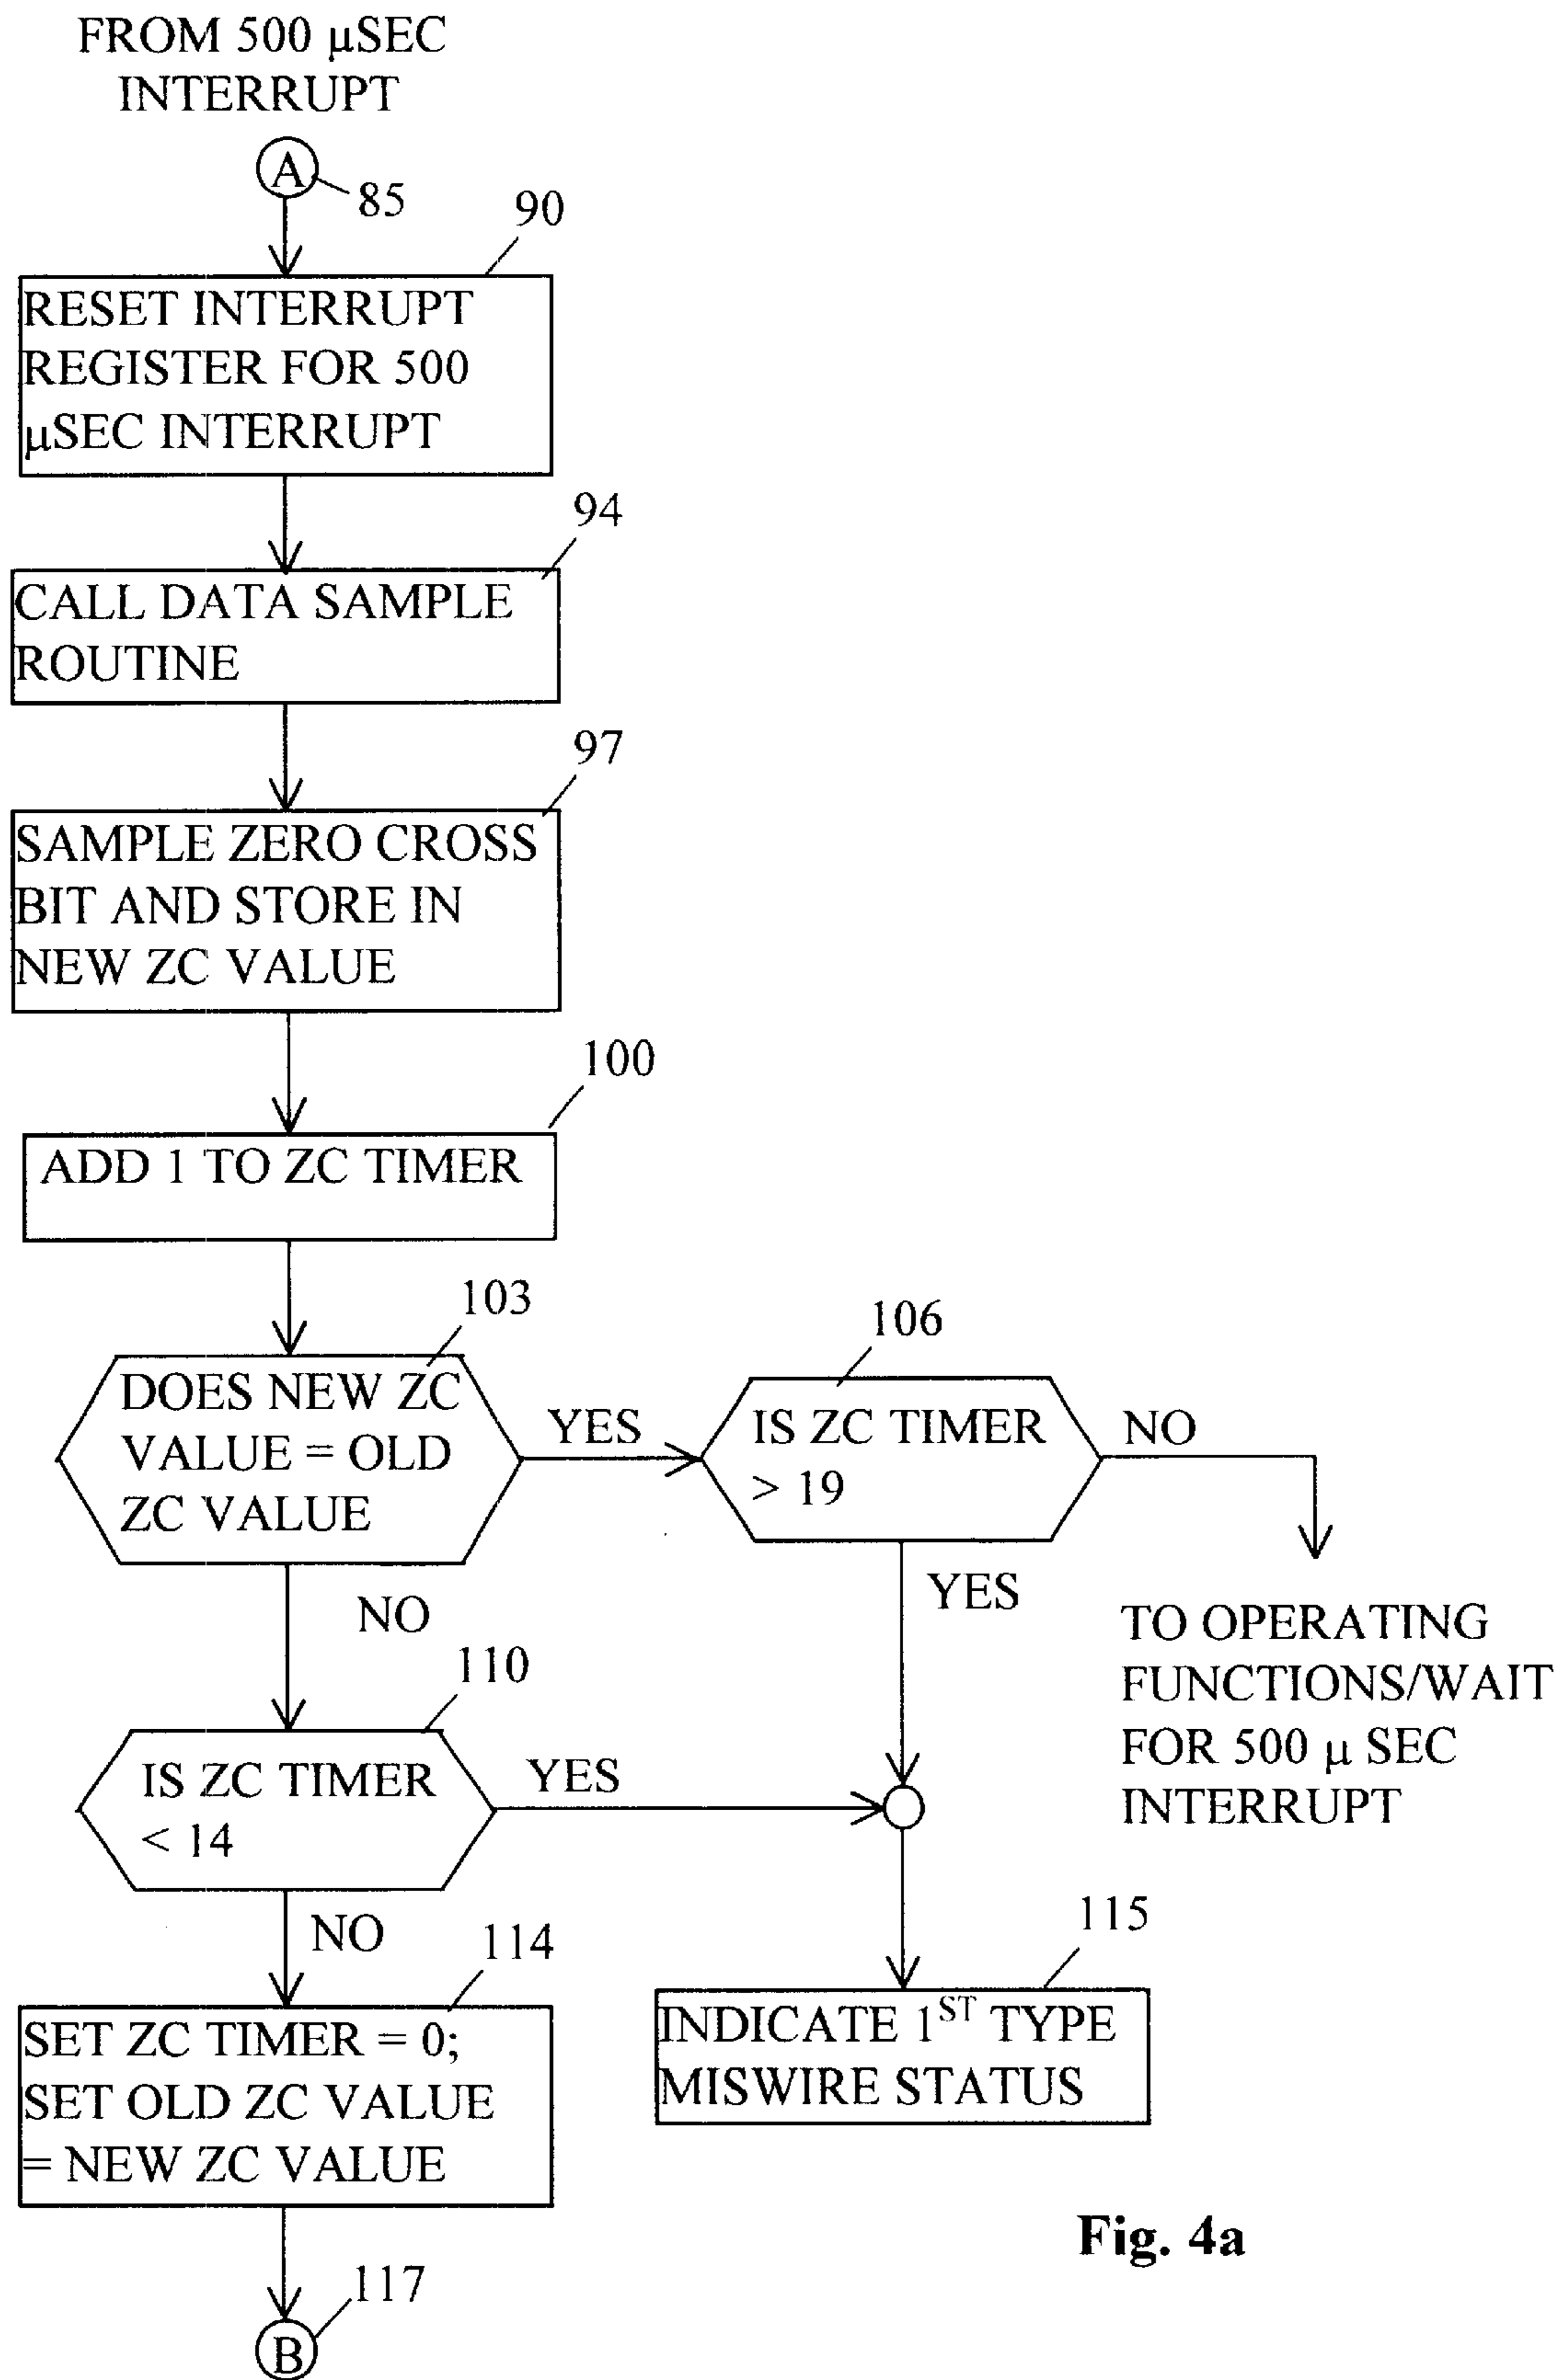 FROM 500 µSEC
INTERRUPT
A
85
90
RESET INTERRUPT
REGISTER FOR 500
µSEC INTERRUPT
94
CALL DATA SAMPLE
ROUTINE
97
SAMPLE ZERO CROSS
BIT AND STORE IN
NEW ZC VALUE
100
ADD 1 TO ZC TIMER
103
DOES NEW ZC
VALUE = OLD
ZC VALUE
YES
106
IS ZC TIMER
> 19
NO
YES
TO OPERATING
FUNCTIONS/WAIT
FOR 500 µ SEC
INTERRUPT
NO
110
IS ZC TIMER
< 14
YES
NO
114
SET ZC TIMER = 0;
SET OLD ZC VALUE
= NEW ZC VALUE
115
INDICATE 1ST TYPE
MISWIRE STATUS
117
B
Fig. 4a